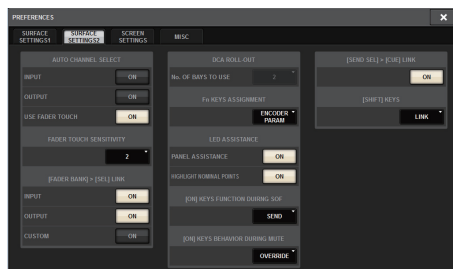 PREFERENCES
SURFACE SETTINGS1
SURFACE SETTINGS2
SCREEN SETTINGS
MISC
AUTO CHANNEL SELECT
INPUT ON
OUTPUT ON
USE FADER TOUCH ON
FADER TOUCH SENSITIVITY
2
[FADER BANK] + [SEL] LINK
INPUT ON
OUTPUT ON
CUSTOM ON
DCA ROLL-OUT
No. OF BAYS TO USE 2
Fn KEYS ASSIGNMENT
ENCODER
PARAM
LED ASSISTANCE
PANEL ASSISTANCE ON
HIGHLIGHT NOMINAL POINTS ON
[ON] KEYS FUNCTION DURING SOF
SEND
[ON] KEYS BEHAVIOR DURING MUTE
OVERRIDE
[SEND SEL] + [CUE] LINK
ON
[SHIFT] KEYS
LINK